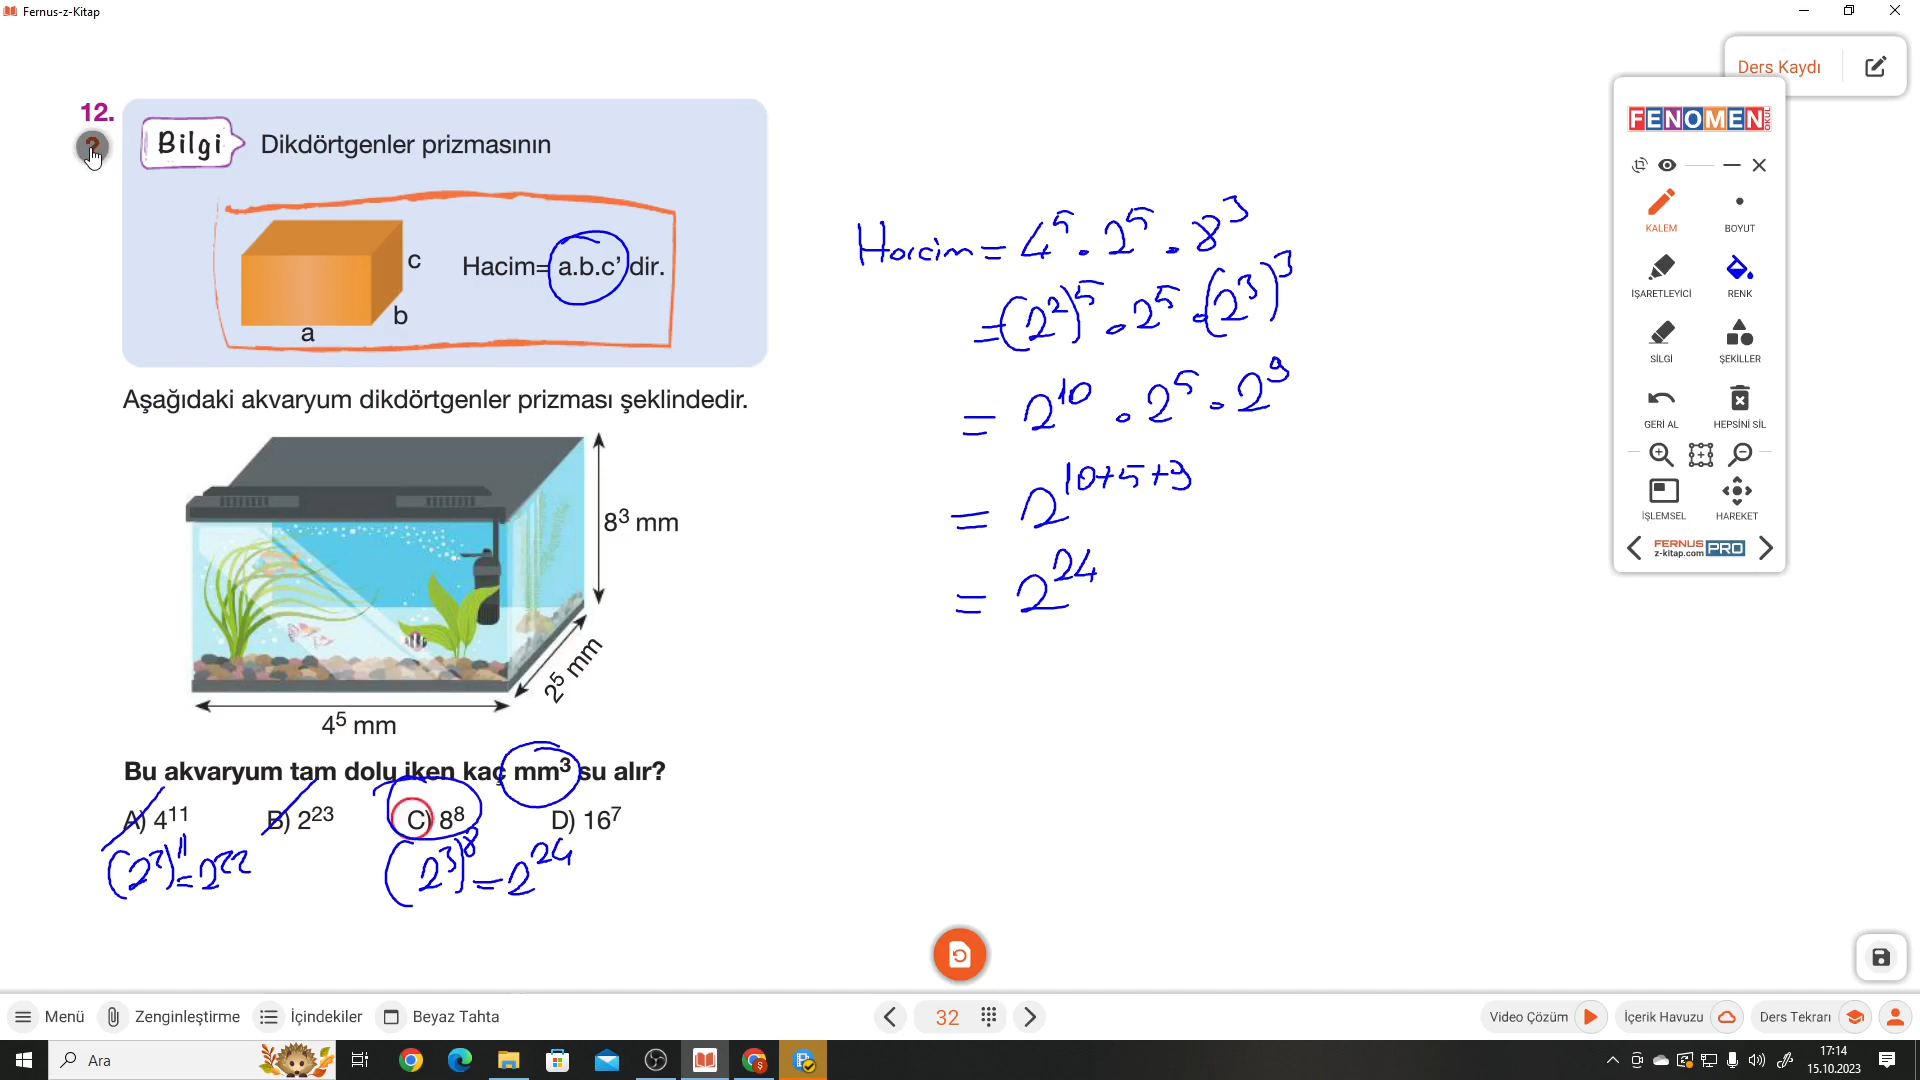 Fernus-z-Kitap
Ders Kaydı
12.
Bilgi Dikdörtgenler prizmasının
c
Hacim= a.b.c' dir.
b
a
Aşağıdaki akvaryum dikdörtgenler prizması şeklindedir.
8³ mm
2⁵ mm
4⁵ mm
Bu akvaryum tam dolu iken kaç mm³ su alır?
A) 4¹¹ B) 2²³ C) 8⁸ D) 16⁷
(2²)¹¹ = 2²² (2³)⁸ = 2²⁴
Hacim = 4⁵ . 2⁵ . 8³
= (2²)⁵ . 2⁵ . (2³)³
= 2¹⁰ . 2⁵ . 2⁹
= 2¹⁰⁺⁵⁺⁹
= 2²⁴
FENOMEN OKUL
KALEM BOYUT
İŞARETLEYİCİ RENK
SİLGİ ŞEKİLLER
GERİ AL HEPSİNİ SİL
İŞLEMSEL HAREKET
FERNUS z-kitap.com PRO
Menü Zenginleştirme İçindekiler Beyaz Tahta 32 Video Çözüm İçerik Havuzu Ders Tekrarı
Ara
17:14
15.10.2023